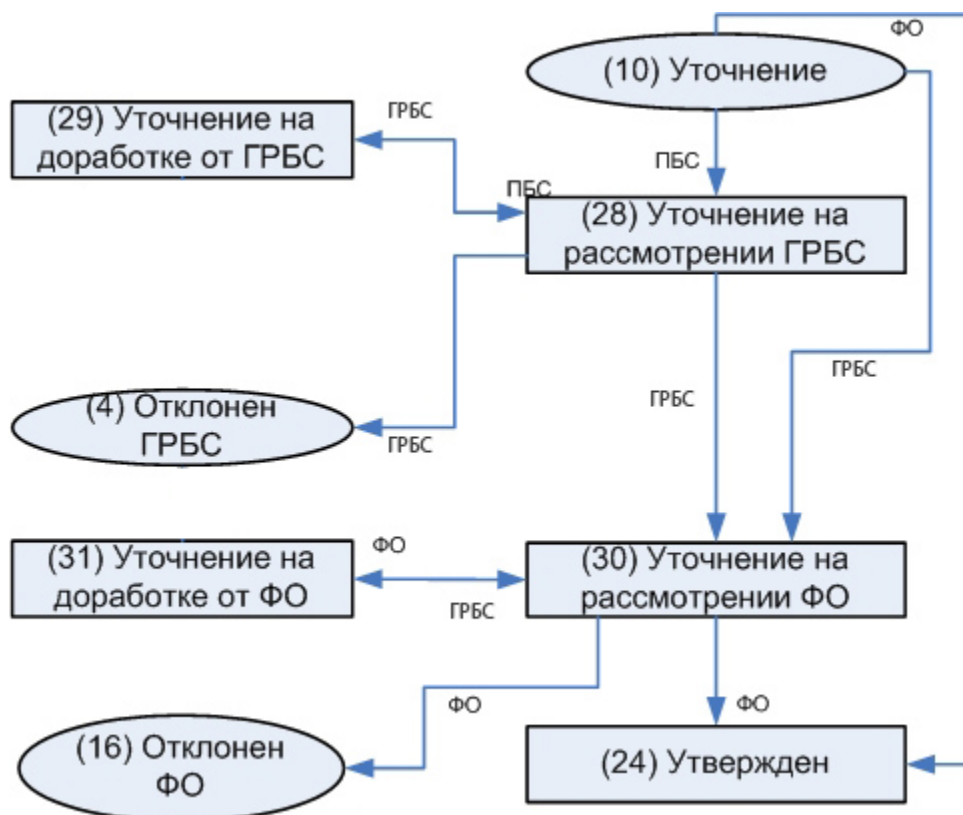 ФО
(10) Уточнение
(29) Уточнение на
доработке от ГРБС
ГРБС
ПБС
ПБС
(28) Уточнение на
рассмотрении ГРБС
ГРБС
ГРБС
(4) Отклонен
ГРБС
ГРБС
(31) Уточнение на
доработке от ФО
ФО
ГРБС
(30) Уточнение на
рассмотрении ФО
ФО
ФО
(16) Отклонен
ФО
(24) Утвержден